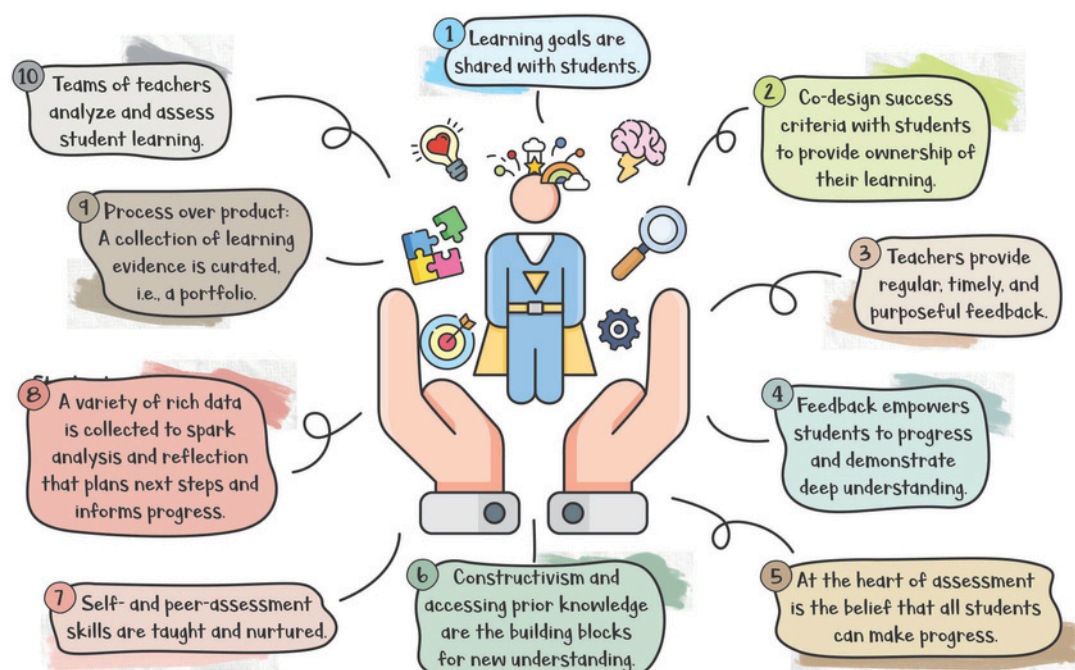 1
Learning goals are
shared with students.
2
Co-design success
criteria with students
to provide ownership of
their learning.
3
Teachers provide
regular, timely, and
purposeful feedback.
4
Feedback empowers
students to progress
and demonstrate
deep understanding.
5
At the heart of assessment
is the belief that all students
can make progress.
6
Constructivism and
accessing prior knowledge
are the building blocks
for new understanding.
7
Self- and peer-assessment
skills are taught and nurtured.
8
A variety of rich data
is collected to spark
analysis and reflection
that plans next steps and
informs progress.
9
Process over product:
A collection of learning
evidence is curated,
i.e., a portfolio.
10
Teams of teachers
analyze and assess
student learning.